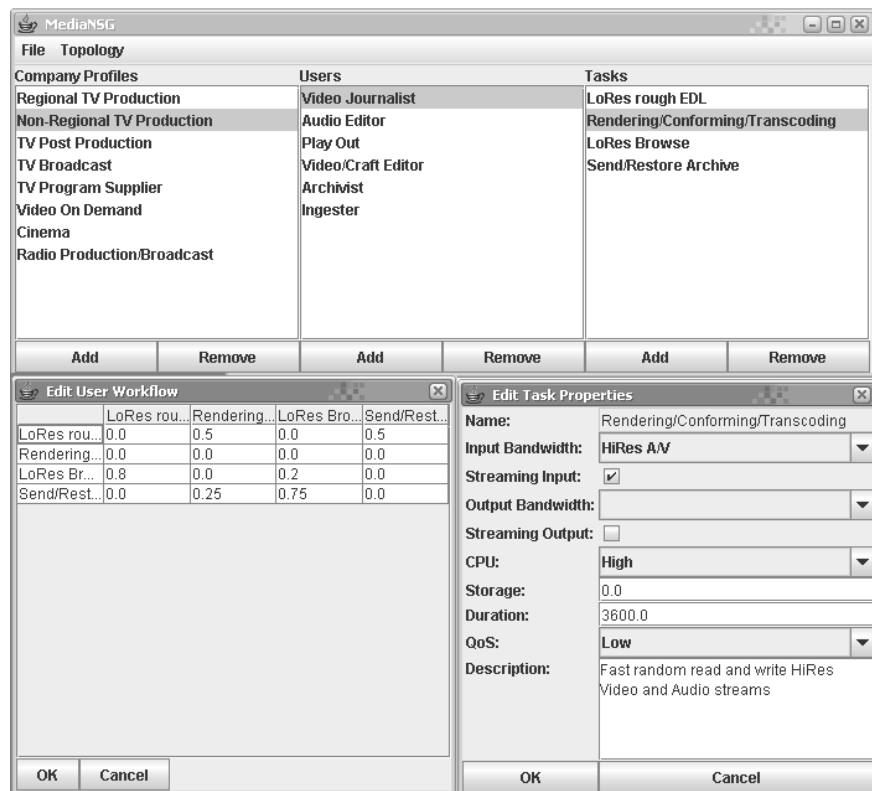 MediaNSG
File Topology
Company Profiles Users Tasks
Regional TV Production Video Journalist LoRes rough EDL
Non-Regional TV Production Audio Editor Rendering/Conforming/Transcoding
TV Post Production Play Out LoRes Browse
TV Broadcast Video/Craft Editor Send/Restore Archive
TV Program Supplier Archivist
Video On Demand Ingester
Cinema
Radio Production/Broadcast
Add Remove Add Remove Add Remove
Edit User Workflow
LoRes rou... Rendering... LoRes Bro... Send/Rest...
LoRes rou... 0.0 0.5 0.0 0.5
Rendering... 0.0 0.0 0.0 0.0
LoRes Br... 0.8 0.0 0.2 0.0
Send/Rest... 0.0 0.25 0.75 0.0
OK Cancel
Edit Task Properties
Name: Rendering/Conforming/Transcoding
Input Bandwidth: HiRes A/V
Streaming Input:
Output Bandwidth:
Streaming Output:
CPU: High
Storage: 0.0
Duration: 3600.0
QoS: Low
Description: Fast random read and write HiRes
Video and Audio streams
OK Cancel